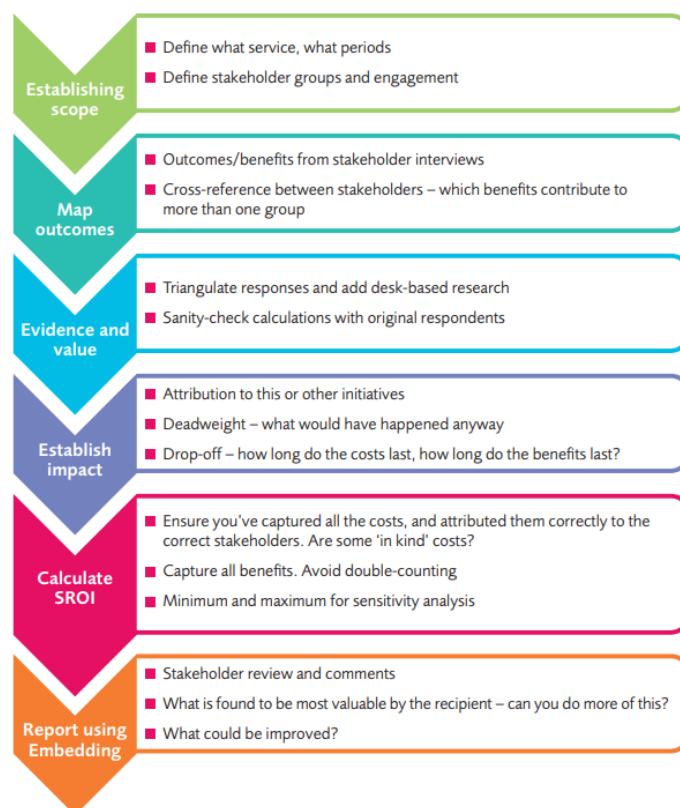 Establishing
scope
Define what service, what periods
Define stakeholder groups and engagement
Map
outcomes
Outcomes/benefits from stakeholder interviews
Cross-reference between stakeholders – which benefits contribute to
more than one group
Evidence and
value
Triangulate responses and add desk-based research
Sanity-check calculations with original respondents
Establish
impact
Attribution to this or other initiatives
Deadweight – what would have happened anyway
Drop-off – how long do the costs last, how long do the benefits last?
Calculate
SROI
Ensure you've captured all the costs, and attributed them correctly to the
correct stakeholders. Are some 'in kind' costs?
Capture all benefits. Avoid double-counting
Minimum and maximum for sensitivity analysis
Report using
Embedding
Stakeholder review and comments
What is found to be most valuable by the recipient – can you do more of this?
What could be improved?